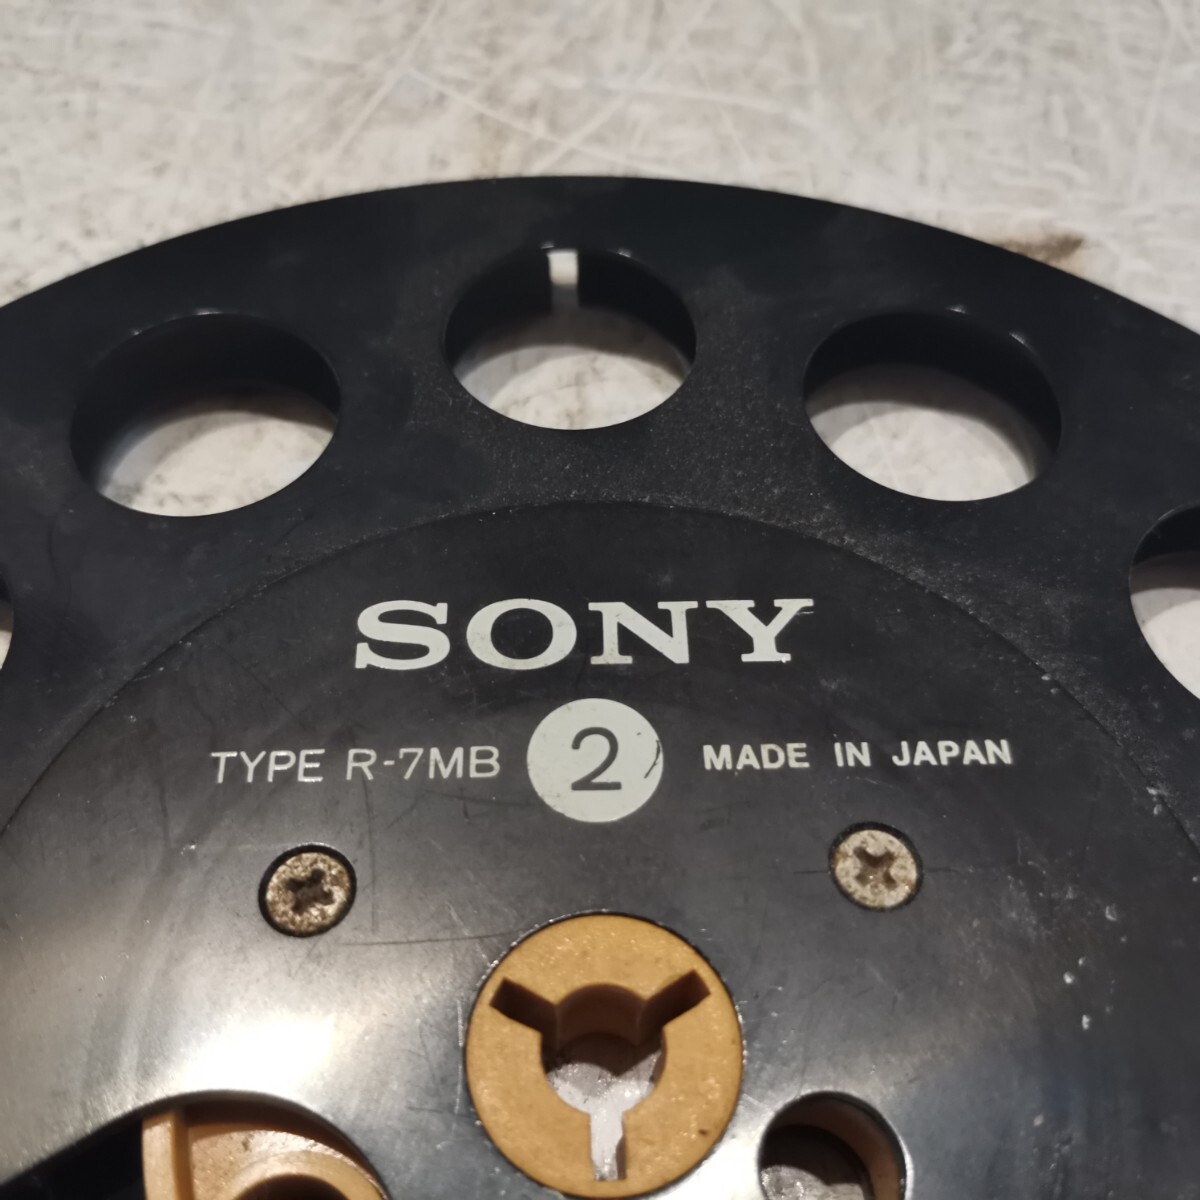 SONY
TYPE R-7MB 2 MADE IN JAPAN